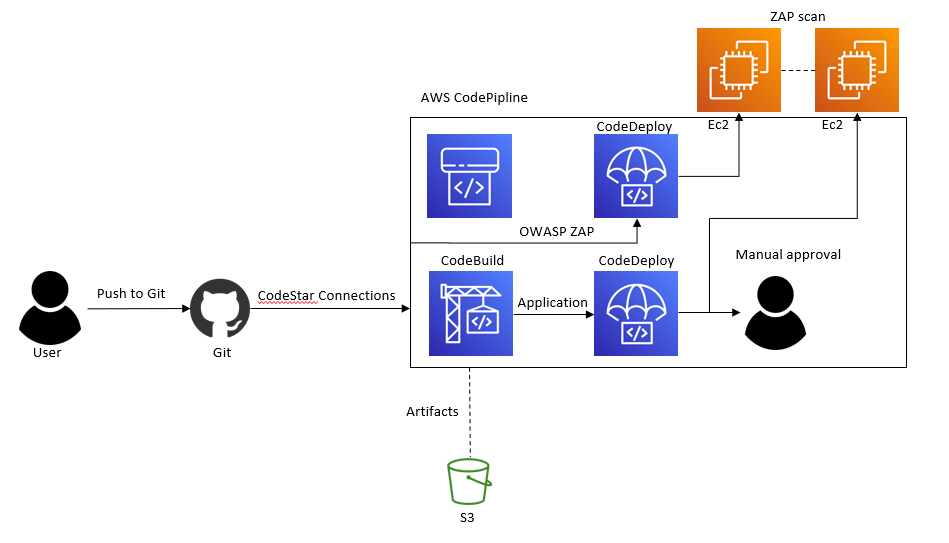 ZAP scan
AWS CodePipline
CodeDeploy
Ec2
Ec2
OWASP ZAP
CodeBuild
CodeDeploy
Manual approval
Push to Git
CodeStar Connections
Application
User
Git
Artifacts
S3